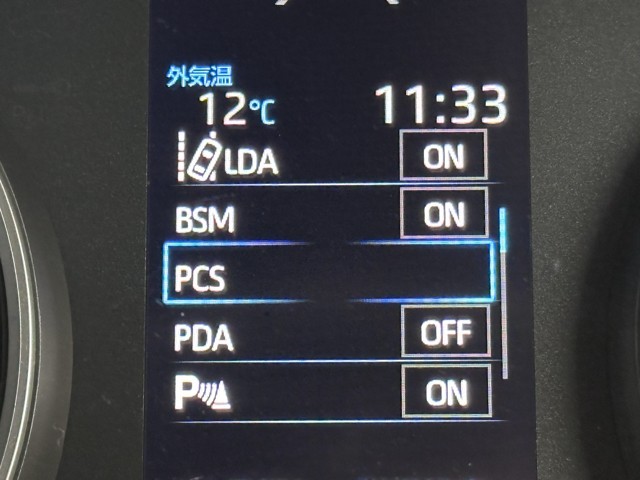 外気温
12℃ 11:33
LDA ON
BSM ON
PCS
PDA OFF
P ON